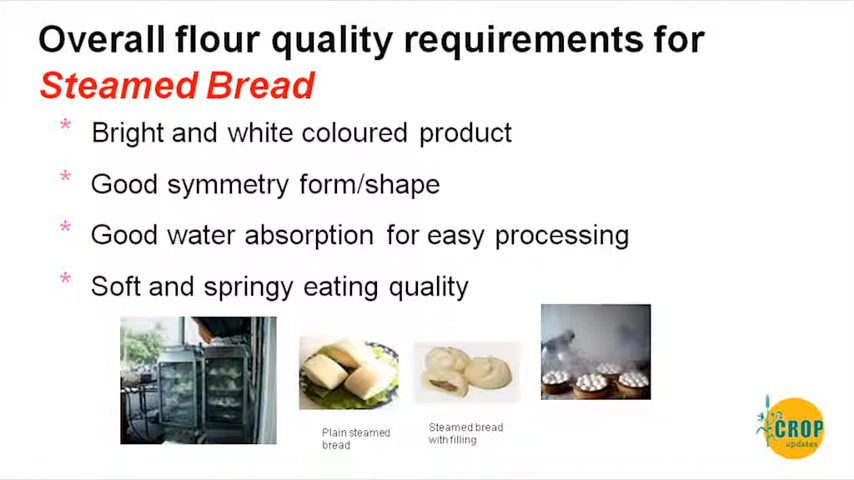 Overall flour quality requirements for
Steamed Bread
* Bright and white coloured product
* Good symmetry form/shape
* Good water absorption for easy processing
* Soft and springy eating quality
Plain steamed
bread
Steamed bread
with filling
CROP
updates